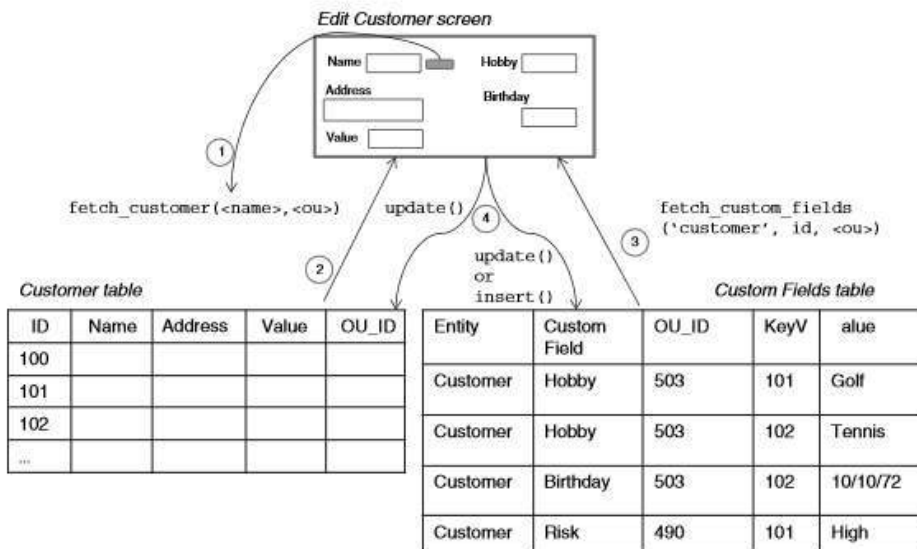 Edit Customer screen
Name
Hobby
Address
Birthday
Value
1
fetch_customer(<name>,<ou>)
update()
4
fetch_custom_fields
('customer', id, <ou>)
3
2
update()
or
insert()
Customer table
ID Name Address Value OU_ID
100
101
102
...
Custom Fields table
Entity Custom Field OU_ID KeyV alue
Customer Hobby 503 101 Golf
Customer Hobby 503 102 Tennis
Customer Birthday 503 102 10/10/72
Customer Risk 490 101 High